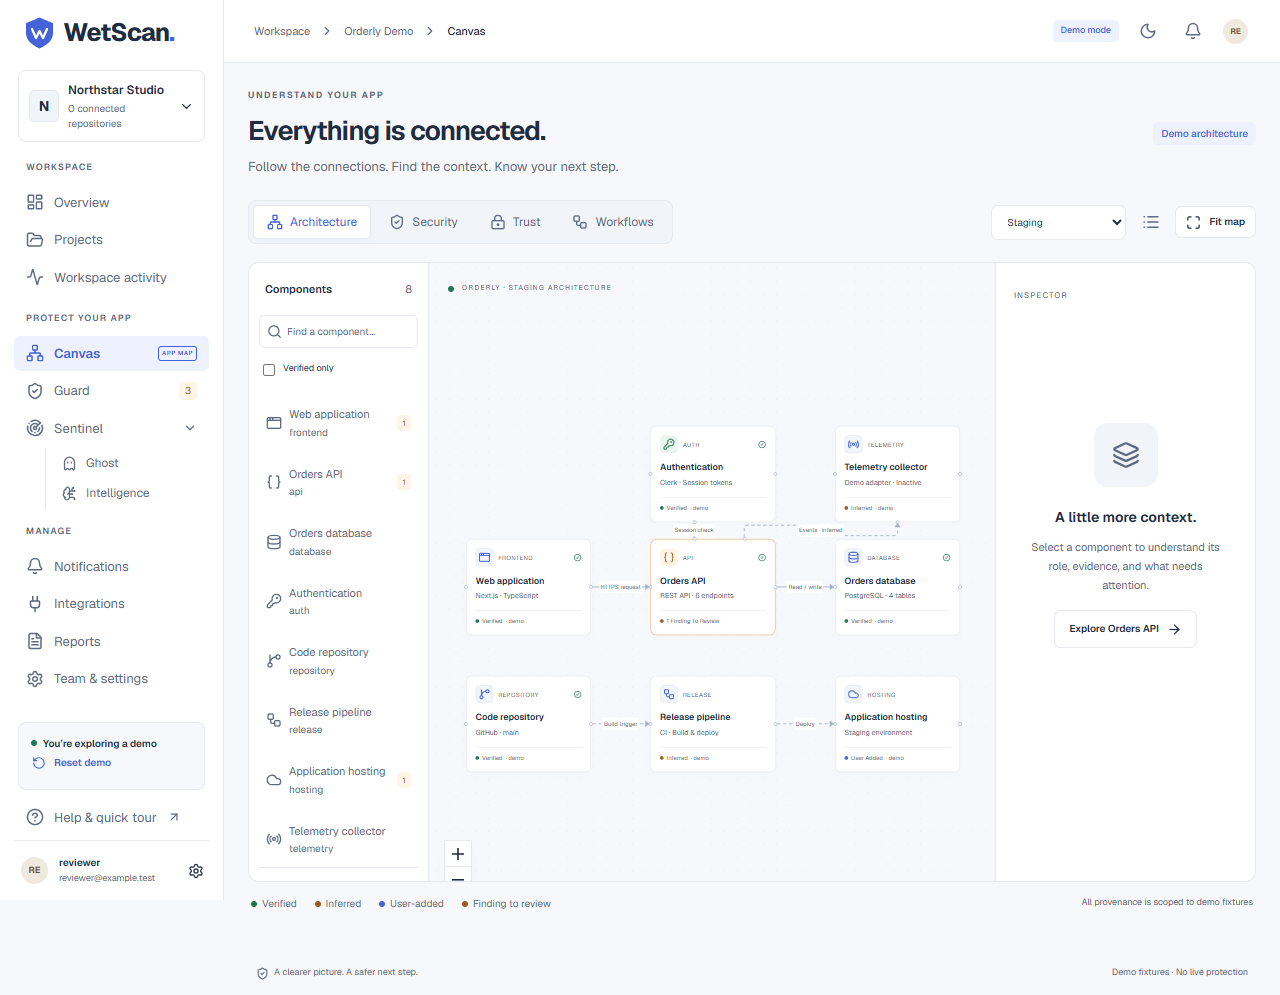 WetScan.
Northstar Studio
N
0 connected
repositories
WORKSPACE
Overview
Projects
Workspace activity
PROTECT YOUR APP
Canvas
APP MAP
Guard
3
Sentinel
Ghost
Intelligence
MANAGE
Notifications
Integrations
Reports
Team & settings
You're exploring a demo
Reset demo
Help & quick tour
RE
reviewer
reviewer@example.test
Workspace
Orderly Demo
Canvas
Demo mode
RE
UNDERSTAND YOUR APP
Everything is connected.
Demo architecture
Follow the connections. Find the context. Know your next step.
Architecture
Security
Trust
Workflows
Staging
Fit map
Components
8
Find a component...
Verified only
Web application
frontend
1
Orders API
api
1
Orders database
database
Authentication
auth
Code repository
repository
Release pipeline
release
Application hosting
hosting
1
Telemetry collector
telemetry
ORDERLY · STAGING ARCHITECTURE
AUTH
Authentication
Clerk · Session tokens
Verified · demo
TELEMETRY
Telemetry collector
Demo adapter · Inactive
Inferred · demo
Session check
Events · inferred
FRONTEND
Web application
Next.js · TypeScript
Verified · demo
HTTPS request
API
Orders API
REST API · 6 endpoints
1 Finding To Review
Read / write
DATABASE
Orders database
PostgreSQL · 4 tables
Verified · demo
REPOSITORY
Code repository
GitHub · main
Verified · demo
Build trigger
RELEASE
Release pipeline
CI · Build & deploy
Inferred · demo
Deploy
HOSTING
Application hosting
Staging environment
User Added · demo
+
−
INSPECTOR
A little more context.
Select a component to understand its
role, evidence, and what needs
attention.
Explore Orders API
Verified
Inferred
User-added
Finding to review
All provenance is scoped to demo fixtures
A clearer picture. A safer next step.
Demo fixtures · No live protection